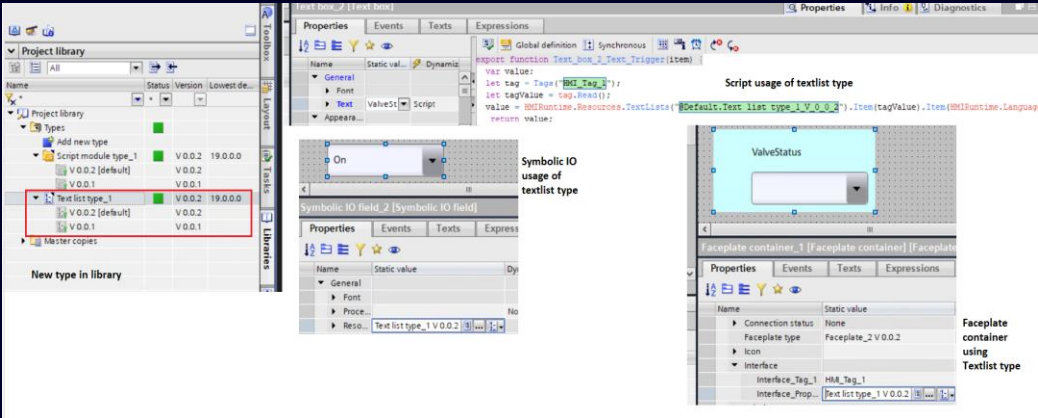 Project library
All
Name Status Version Lowest de...
Project library
Types
Add new type
Script module type_1 V 0.0.2 19.0.0.0
V 0.0.2 [default] V 0.0.2
V 0.0.1 V 0.0.1
Text list type_1 V 0.0.2 19.0.0.0
V 0.0.2 [default] V 0.0.2
V 0.0.1 V 0.0.1
Master copies
New type in library
Toolbox
Layout
Tasks
Libraries
Text box_2 [Text box]
Properties Info Diagnostics
Properties Events Texts Expressions
Global definition Synchronous
Name Static val... Dynamiz
General
Font
Text ValveSt Script
Appeara...
export function Text_box_2_Text_Trigger(item) {
var value;
let tag = Tags("HMI_Tag_1");
let tagValue = tag.Read();
value = HMIRuntime.Resources.TextLists("@Default.Text list type_1_V_0_0_2").Item(tagValue).Item(HMIRuntime.Language
return value;
Script usage of textlist type
On
Symbolic IO
usage of
textlist type
Symbolic IO field_2 [Symbolic IO field]
Properties Events Texts Express
Name Static value Dy
General
Font
Proce... No
Reso... Text list type_1 V 0.0.2
ValveStatus
Faceplate container_1 [Faceplate container] [Faceplate
Properties Events Texts Expressions
Name Static value
Connection status None
Faceplate type Faceplate_2 V 0.0.2
Icon
Interface
Interface_Tag_1 HMI_Tag_1
Interface_Prop... Text list type_1 V 0.0.2
Faceplate
container
using
Textlist type